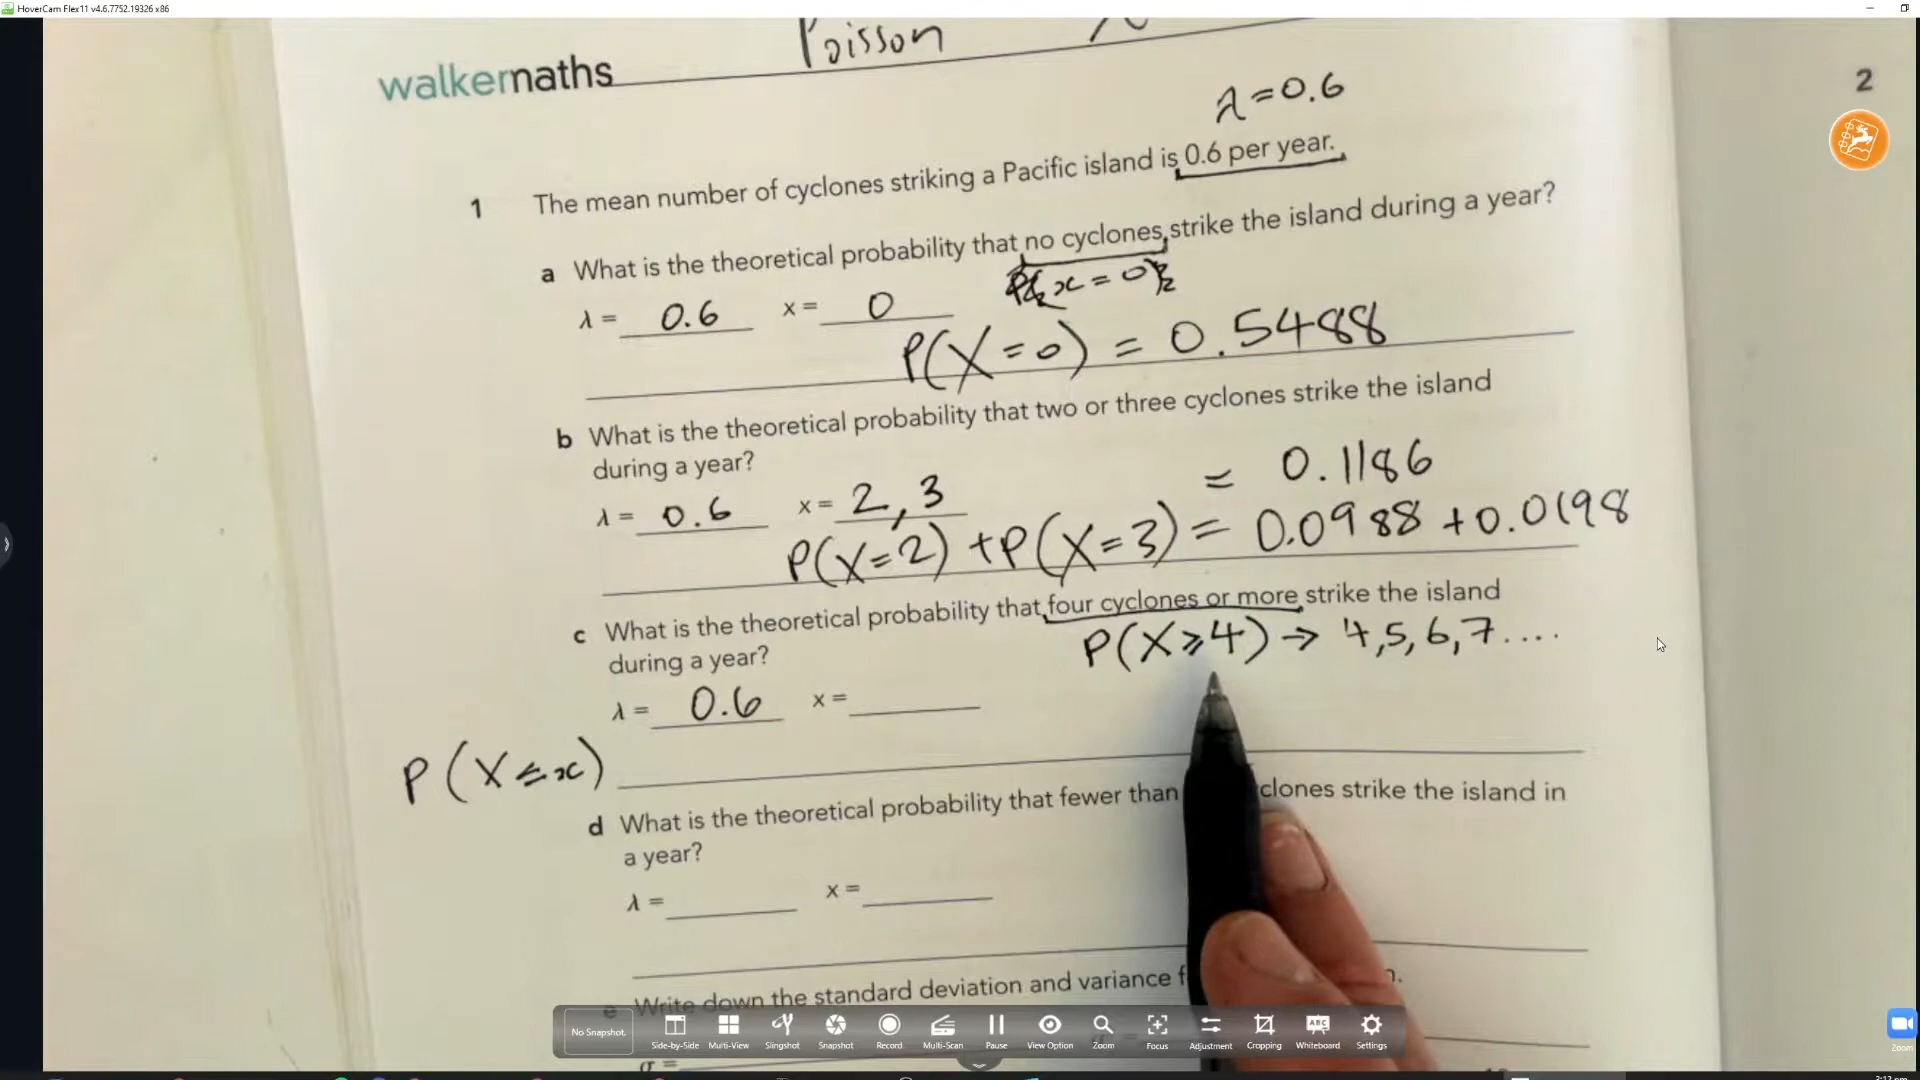 HoverCam Flex11 v4.6.7752.19326 x86
Poisson λ
walkernaths
2
λ=0.6
1 The mean number of cyclones striking a Pacific island is 0.6 per year.
a What is the theoretical probability that no cyclones strike the island during a year?
λ = 0.6 x = 0
P(X=0) = 0.5488
b What is the theoretical probability that two or three cyclones strike the island
during a year?
= 0.1186
λ = 0.6 x = 2, 3
P(X=2) + P(X=3) = 0.0988 + 0.0198
c What is the theoretical probability that four cyclones or more strike the island
during a year?
P(X≥4) → 4,5,6,7....
λ = 0.6 x =
P(X≤x)
d What is the theoretical probability that fewer than clones strike the island in
a year?
λ = x =
e Write down the standard deviation and variance
σ =
No Snapshot.
Side-by-Side Multi-View Slingshot Snapshot Record Multi-Scan Pause View Option Zoom Focus Adjustment Cropping Whiteboard Settings
ABC
Zoom